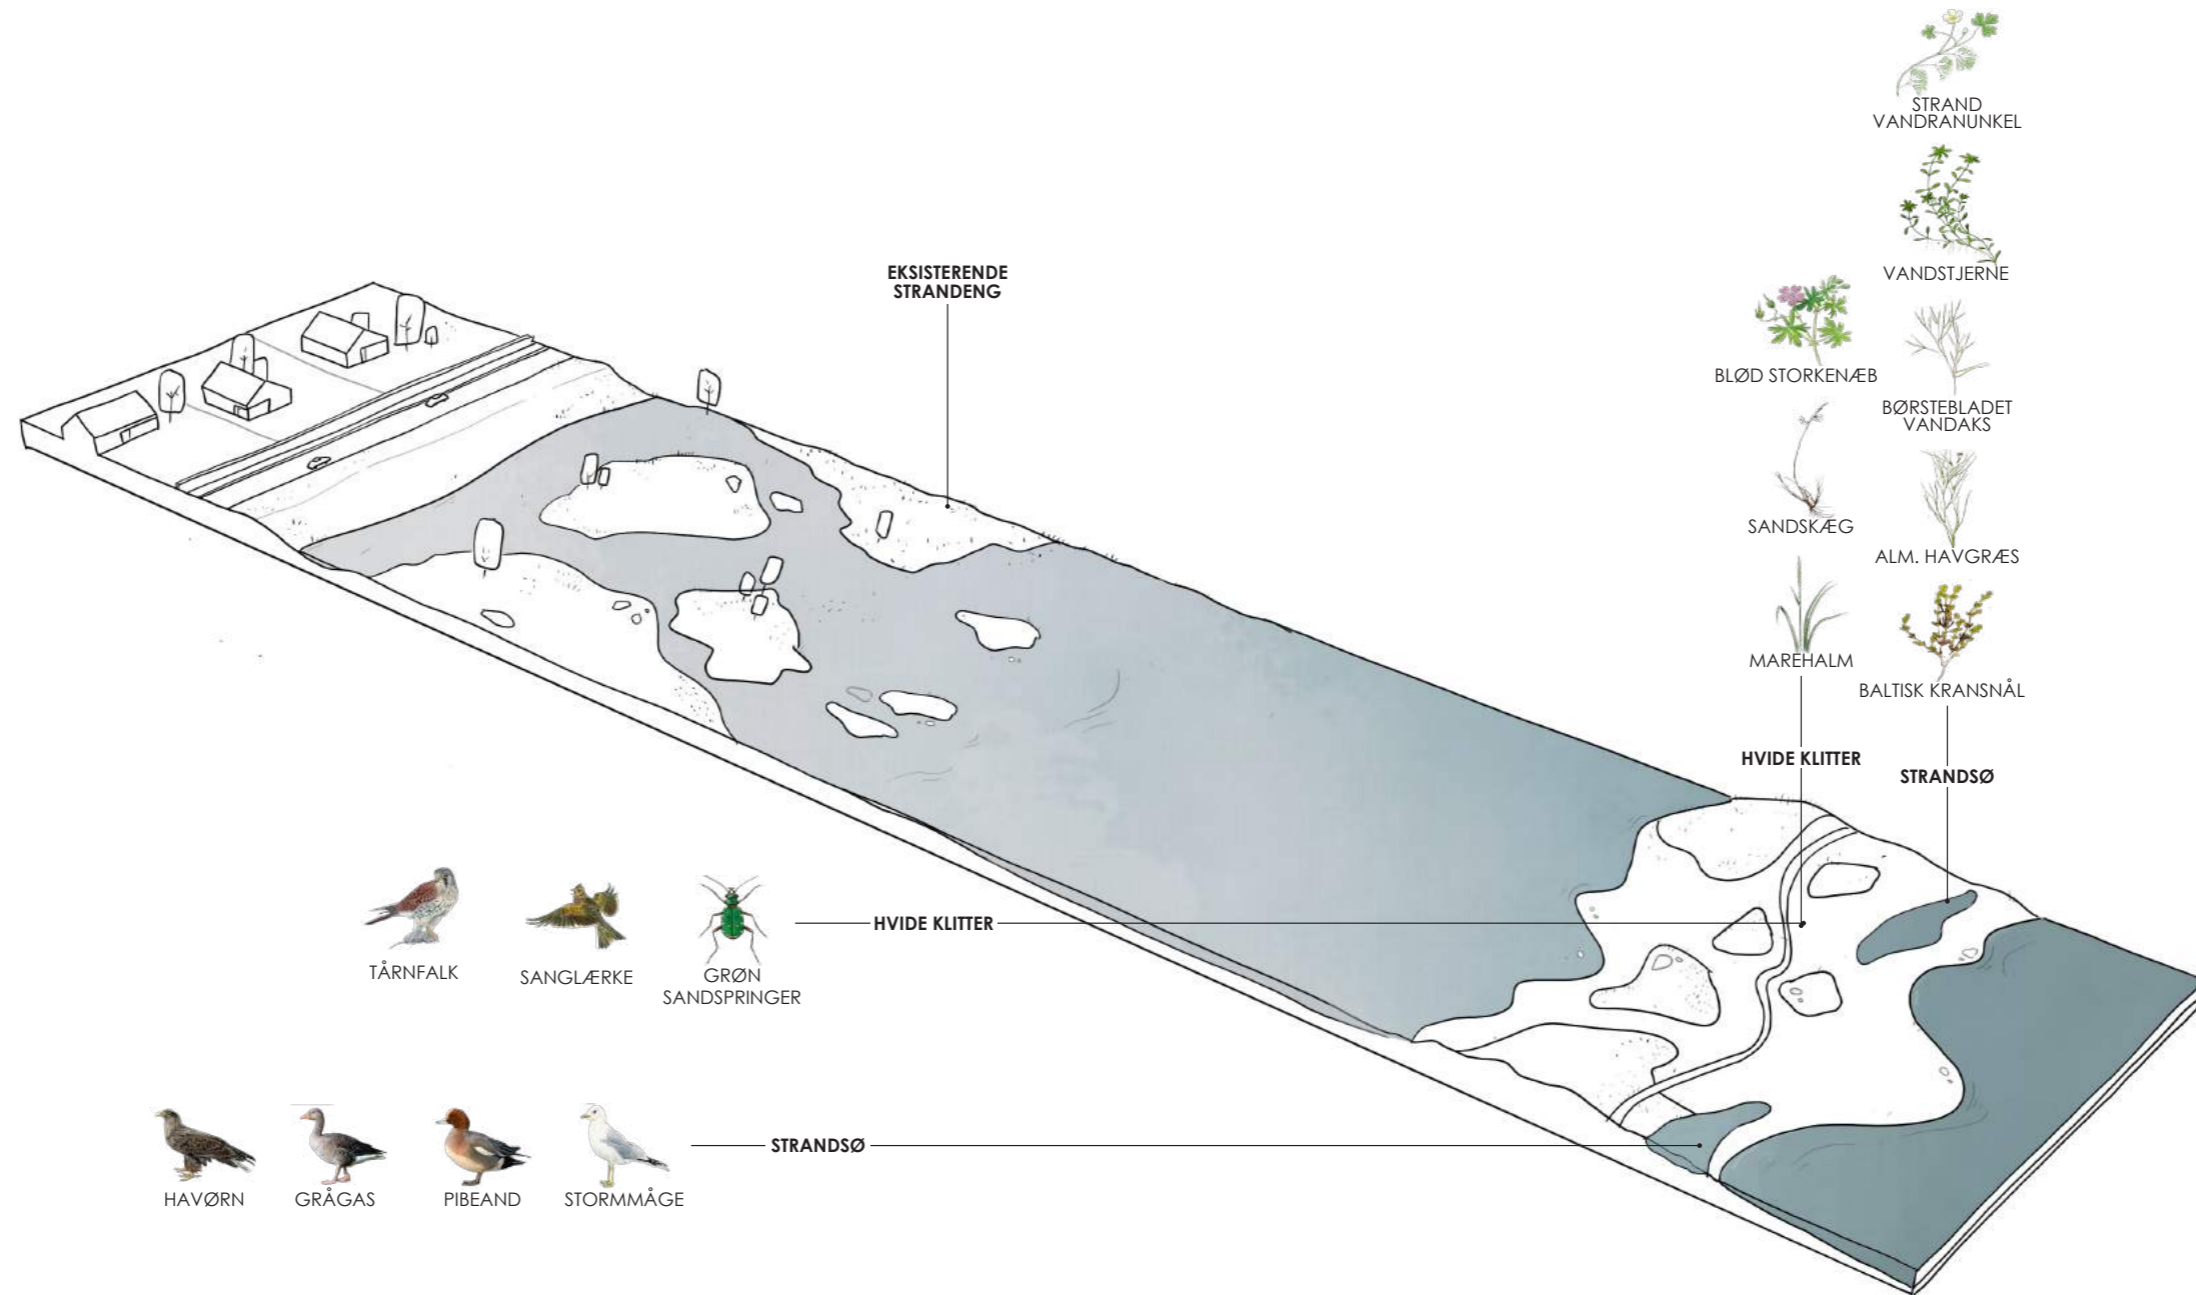 STRAND
VANDRANUNKEL
VANDSTJERNE
EKSISTERENDE
STRANDENG
BLØD STORKENÆB
BØRSTEBLADET
VANDAKS
SANDSKÆG
ALM. HAVGRÆS
MAREHALM
BALTISK KRANSNÅL
HVIDE KLITTER
STRANDSØ
HVIDE KLITTER
TÅRNFALK
SANGLÆRKE
GRØN
SANDSPRINGER
STRANDSØ
HAVØRN
GRÅGAS
PIBEAND
STORMMÅGE